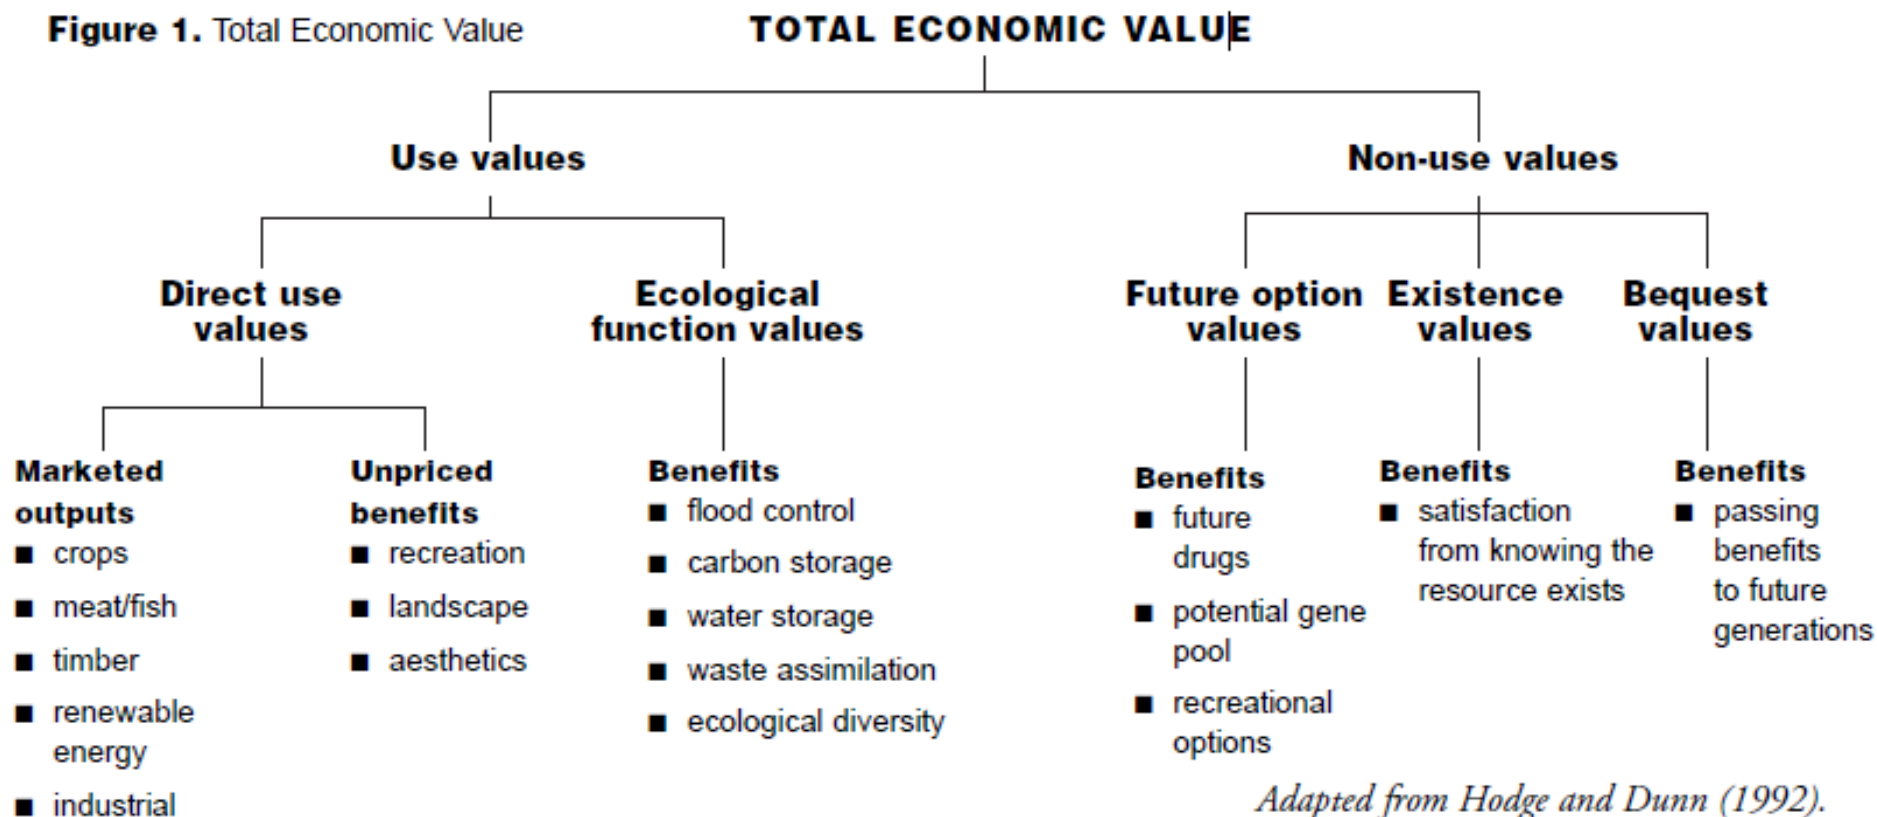 Figure 1. Total Economic Value
TOTAL ECONOMIC VALUE
Use values
Non-use values
Direct use
values
Ecological
function values
Future option
values
Existence
values
Bequest
values
Marketed
outputs
■ crops
■ meat/fish
■ timber
■ renewable
energy
■ industrial
Unpriced
benefits
■ recreation
■ landscape
■ aesthetics
Benefits
■ flood control
■ carbon storage
■ water storage
■ waste assimilation
■ ecological diversity
Benefits
■ future
drugs
■ potential gene
pool
■ recreational
options
Benefits
■ satisfaction
from knowing the
resource exists
Benefits
■ passing
benefits
to future
generations
Adapted from Hodge and Dunn (1992).